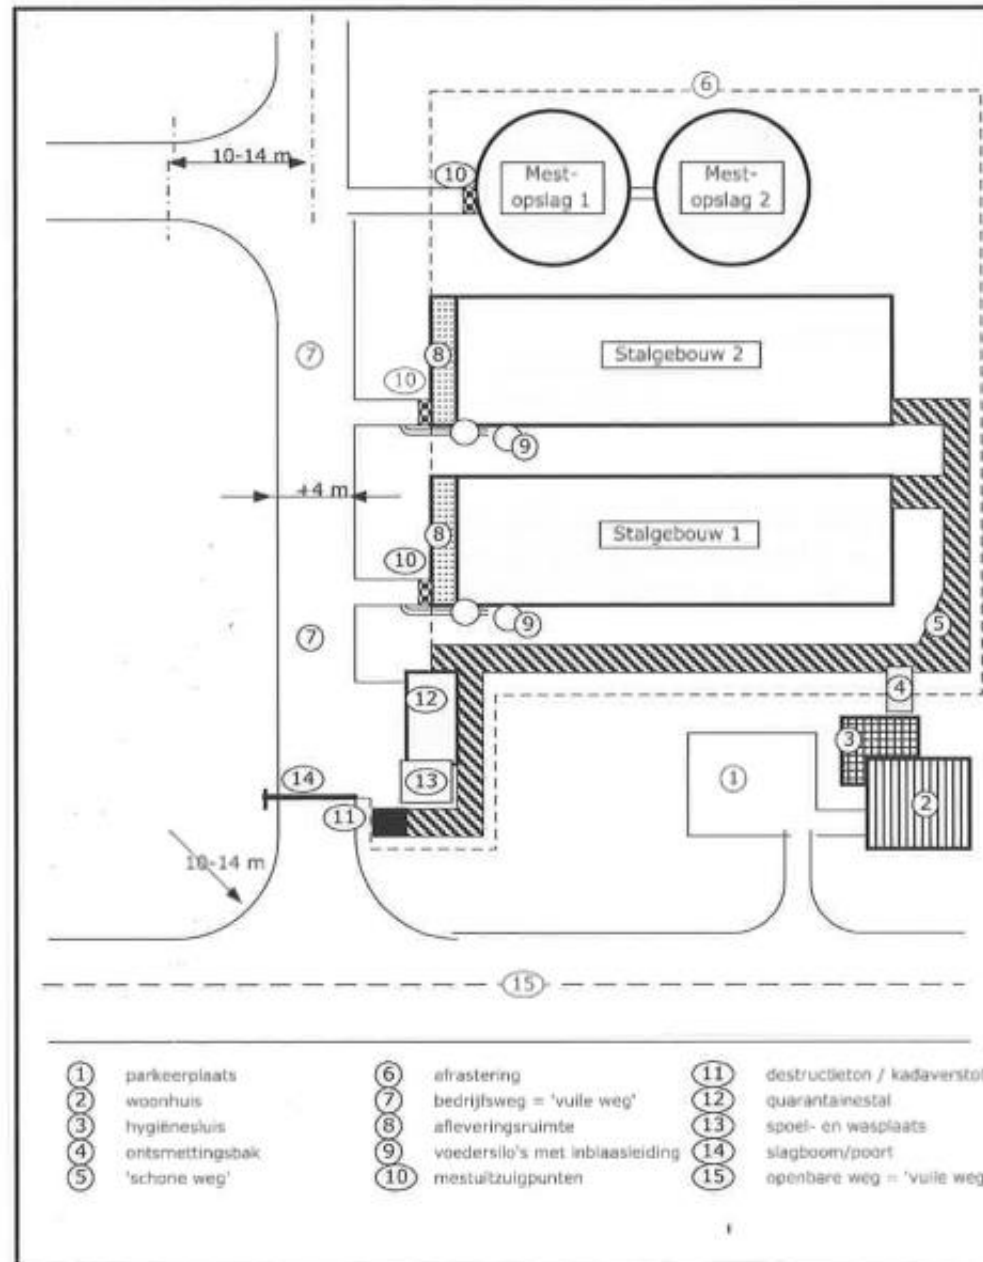 6
10-14 m
10
Mest-
opslag 1
Mest-
opslag 2
7
8
Stalgebouw 2
10
9
+4 m
8
Stalgebouw 1
10
9
7
5
12
4
3
14
13
1
2
11
10-14 m
15
1 parkeerplaats
2 woonhuis
3 hygiënesluis
4 ontsmettingsbak
5 'schone weg'
6 afrastering
7 bedrijfsweg = 'vuile weg'
8 afleveringsruimte
9 voedersilo's met inblaasleiding
10 mestuitzuigpunten
11 destructieton / kadaverstol
12 quarantainestal
13 spoel- en wasplaats
14 slagboom/poort
15 openbare weg = 'vuile weg